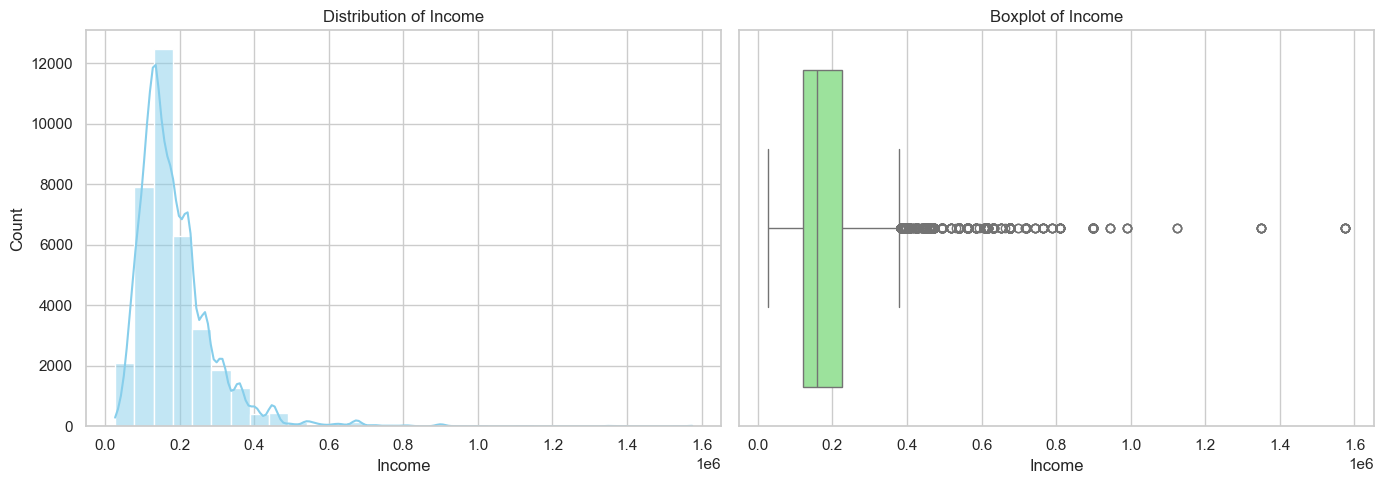 Distribution of Income
Count
12000
10000
8000
6000
4000
2000
0
0.0 0.2 0.4 0.6 0.8 1.0 1.2 1.4 1.6
1e6
Income
Boxplot of Income
0.0 0.2 0.4 0.6 0.8 1.0 1.2 1.4 1.6
1e6
Income